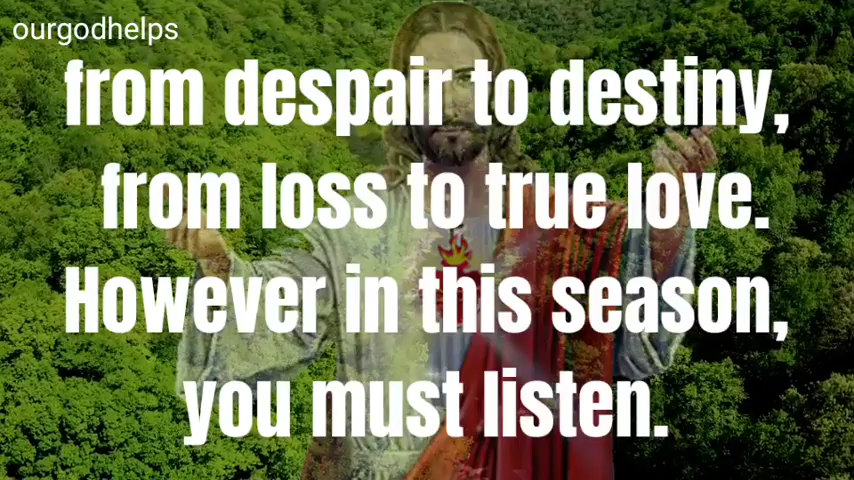 ourgodhelps
from despair to destiny,
from loss to true love.
However in this season,
you must listen.